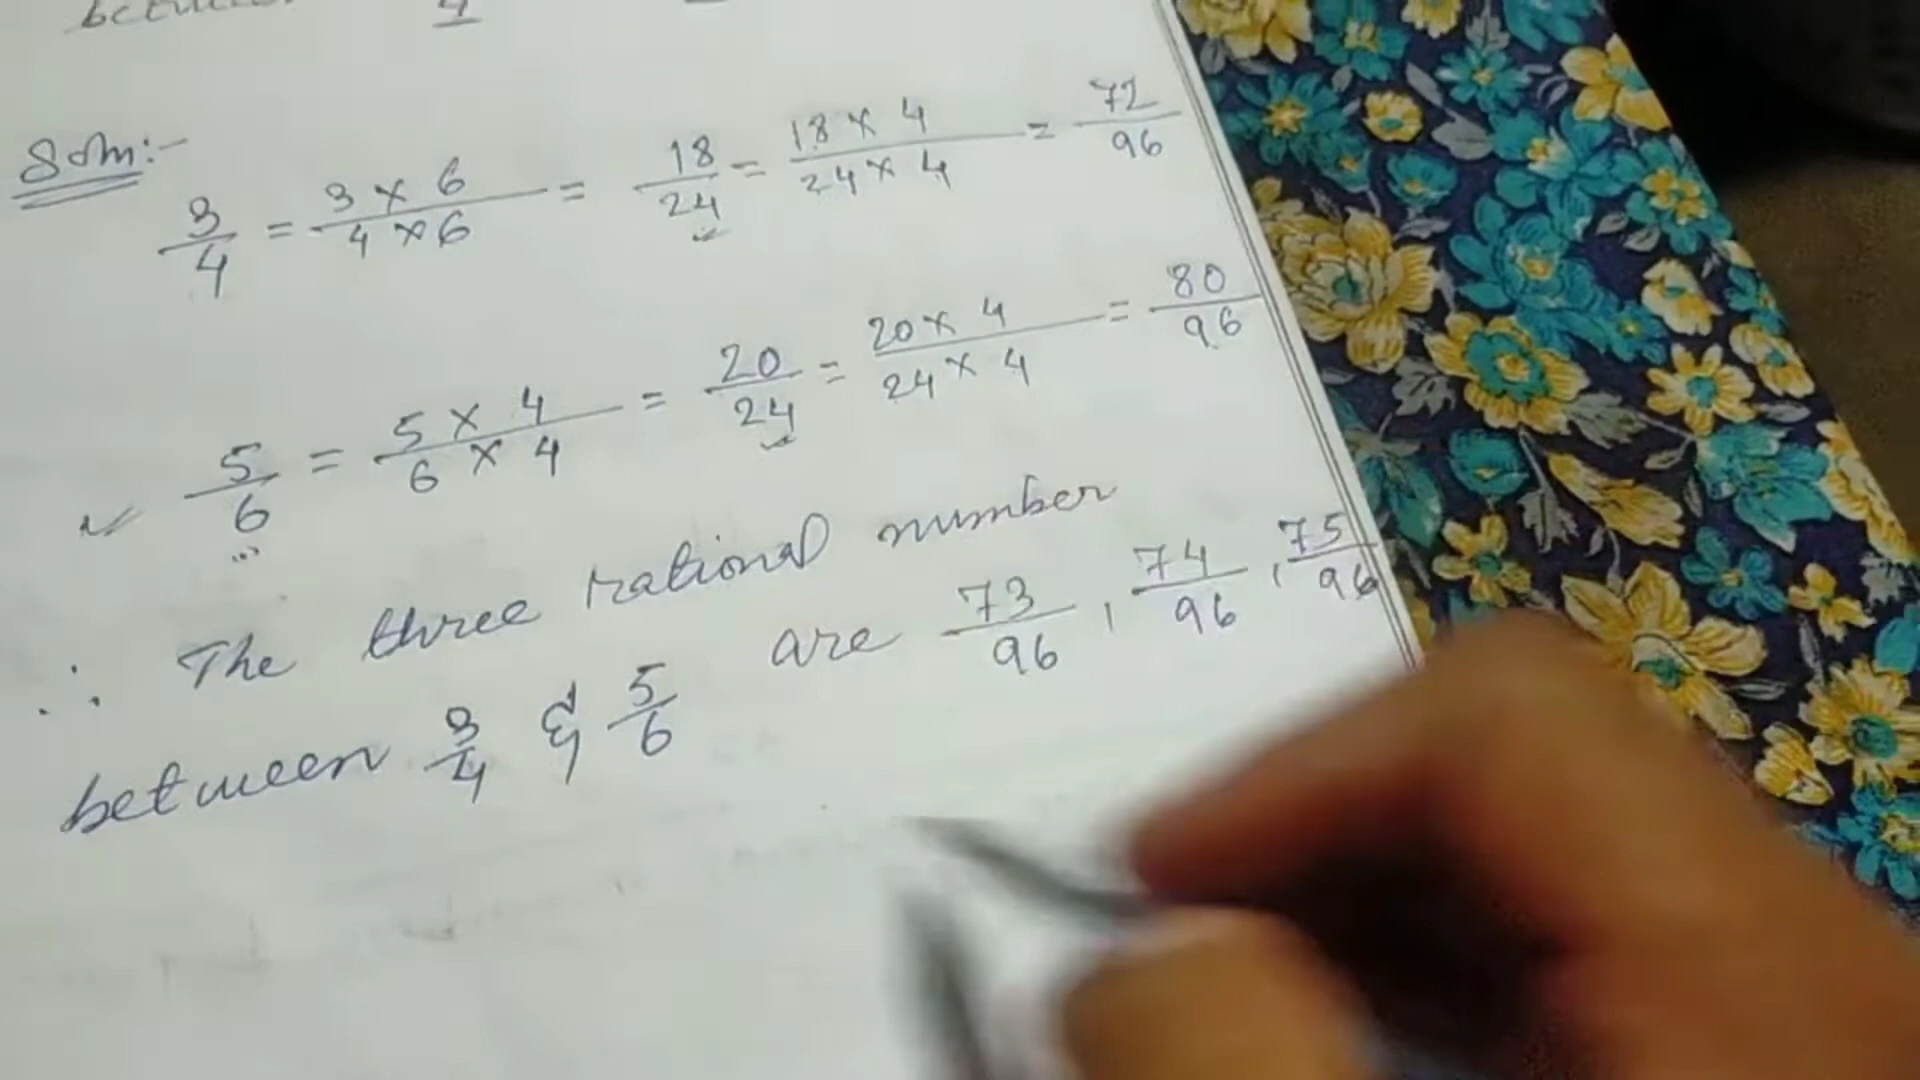 between 4
Soln:-
3/4 = 3 × 6 / 4 × 6 = 18/24 = 18 × 4 / 24 × 4 = 72/96
5/6 = 5 × 4 / 6 × 4 = 20/24 = 20 × 4 / 24 × 4 = 80/96
∴ The three rational number
between 3/4 & 5/6 are 73/96, 74/96, 75/96